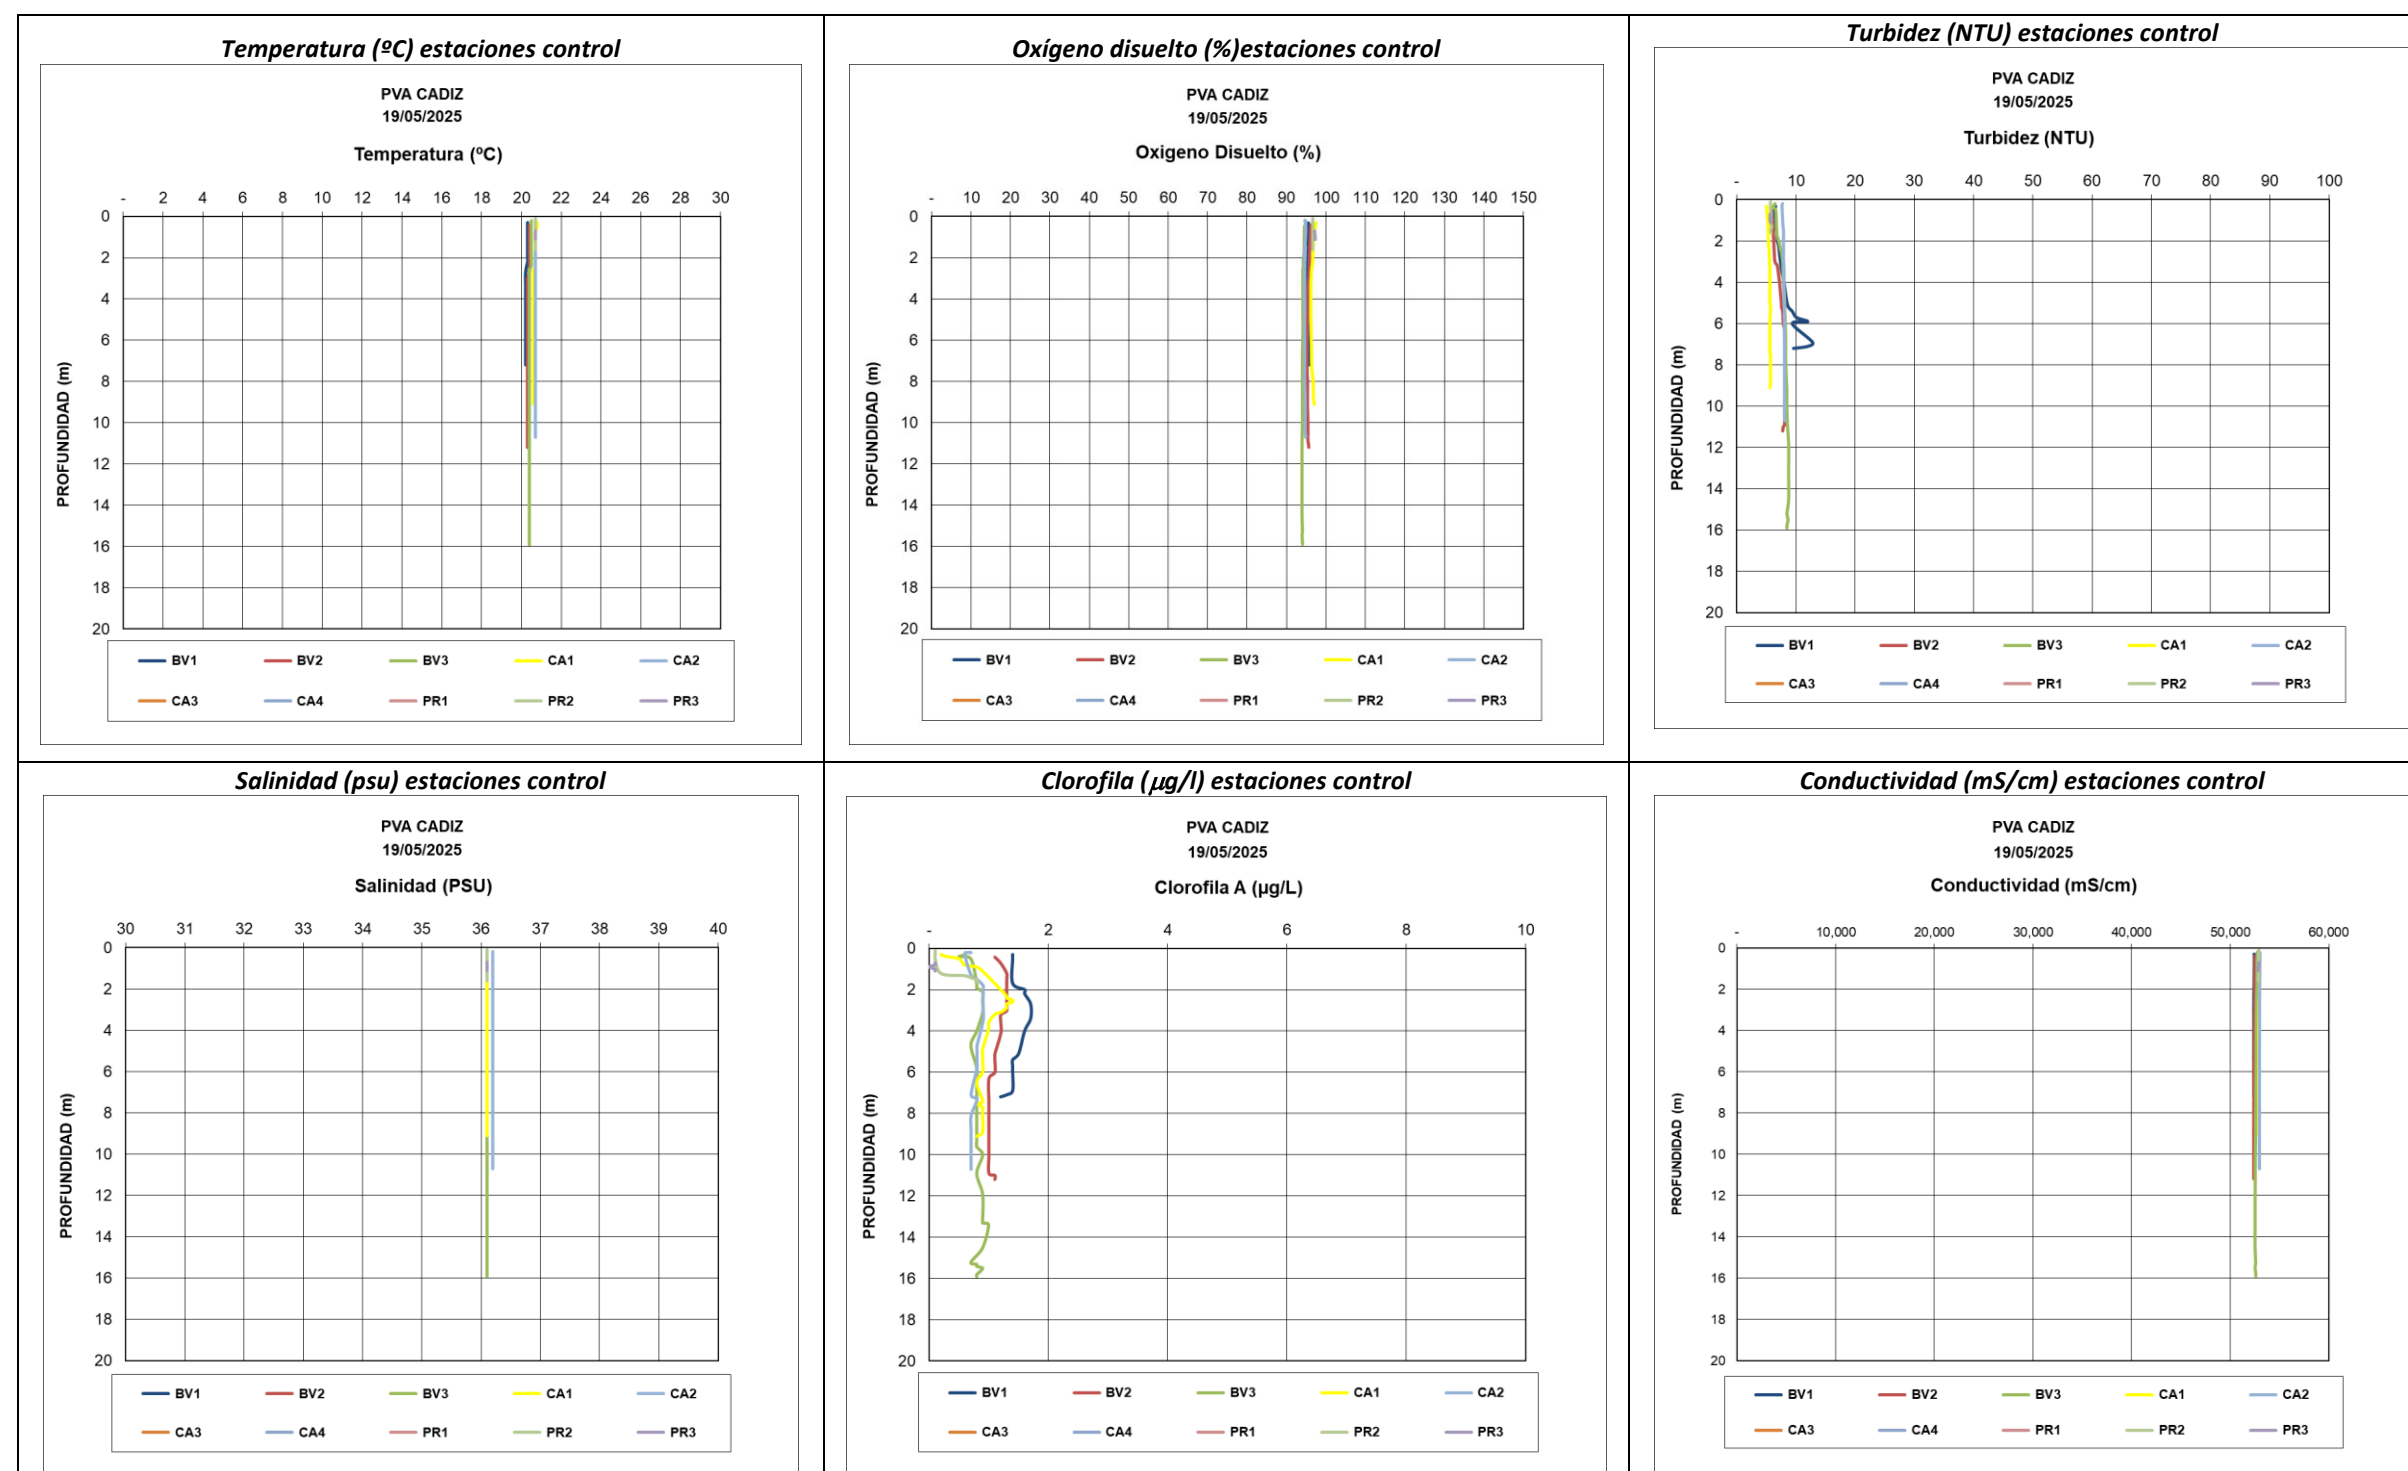 Temperatura (ºC) estaciones control
PVA CADIZ
19/05/2025
Temperatura (ºC)
- 2 4 6 8 10 12 14 16 18 20 22 24 26 28 30
0
2
4
6
8
10
12
14
16
18
20
PROFUNDIDAD (m)
BV1 BV2 BV3 CA1 CA2
CA3 CA4 PR1 PR2 PR3
Oxígeno disuelto (%)estaciones control
PVA CADIZ
19/05/2025
Oxigeno Disuelto (%)
- 10 20 30 40 50 60 70 80 90 100 110 120 130 140 150
0
2
4
6
8
10
12
14
16
18
20
PROFUNDIDAD (m)
BV1 BV2 BV3 CA1 CA2
CA3 CA4 PR1 PR2 PR3
Turbidez (NTU) estaciones control
PVA CADIZ
19/05/2025
Turbidez (NTU)
- 10 20 30 40 50 60 70 80 90 100
0
2
4
6
8
10
12
14
16
18
20
PROFUNDIDAD (m)
BV1 BV2 BV3 CA1 CA2
CA3 CA4 PR1 PR2 PR3
Salinidad (psu) estaciones control
PVA CADIZ
19/05/2025
Salinidad (PSU)
30 31 32 33 34 35 36 37 38 39 40
0
2
4
6
8
10
12
14
16
18
20
PROFUNDIDAD (m)
BV1 BV2 BV3 CA1 CA2
CA3 CA4 PR1 PR2 PR3
Clorofila (µg/l) estaciones control
PVA CADIZ
19/05/2025
Clorofila A (µg/L)
- 2 4 6 8 10
0
2
4
6
8
10
12
14
16
18
20
PROFUNDIDAD (m)
BV1 BV2 BV3 CA1 CA2
CA3 CA4 PR1 PR2 PR3
Conductividad (mS/cm) estaciones control
PVA CADIZ
19/05/2025
Conductividad (mS/cm)
- 10,000 20,000 30,000 40,000 50,000 60,000
0
2
4
6
8
10
12
14
16
18
20
PROFUNDIDAD (m)
BV1 BV2 BV3 CA1 CA2
CA3 CA4 PR1 PR2 PR3